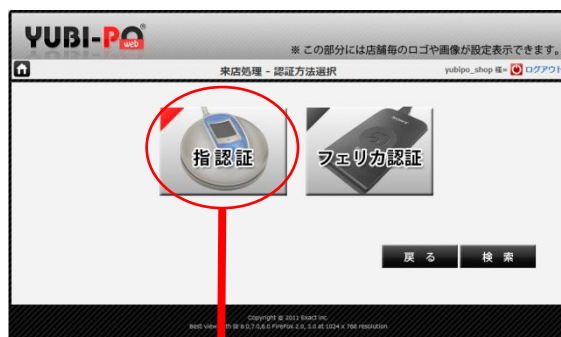 YUBI-PO®
web
※ この部分には店舗毎のロゴや画像が設定表示できます。
来店処理 - 認証方法選択
yubipo_shop 様- ログアウト
指認証
フェリカ認証
SONY
戻 る
検 索
Copyright © 2011 Exact Inc